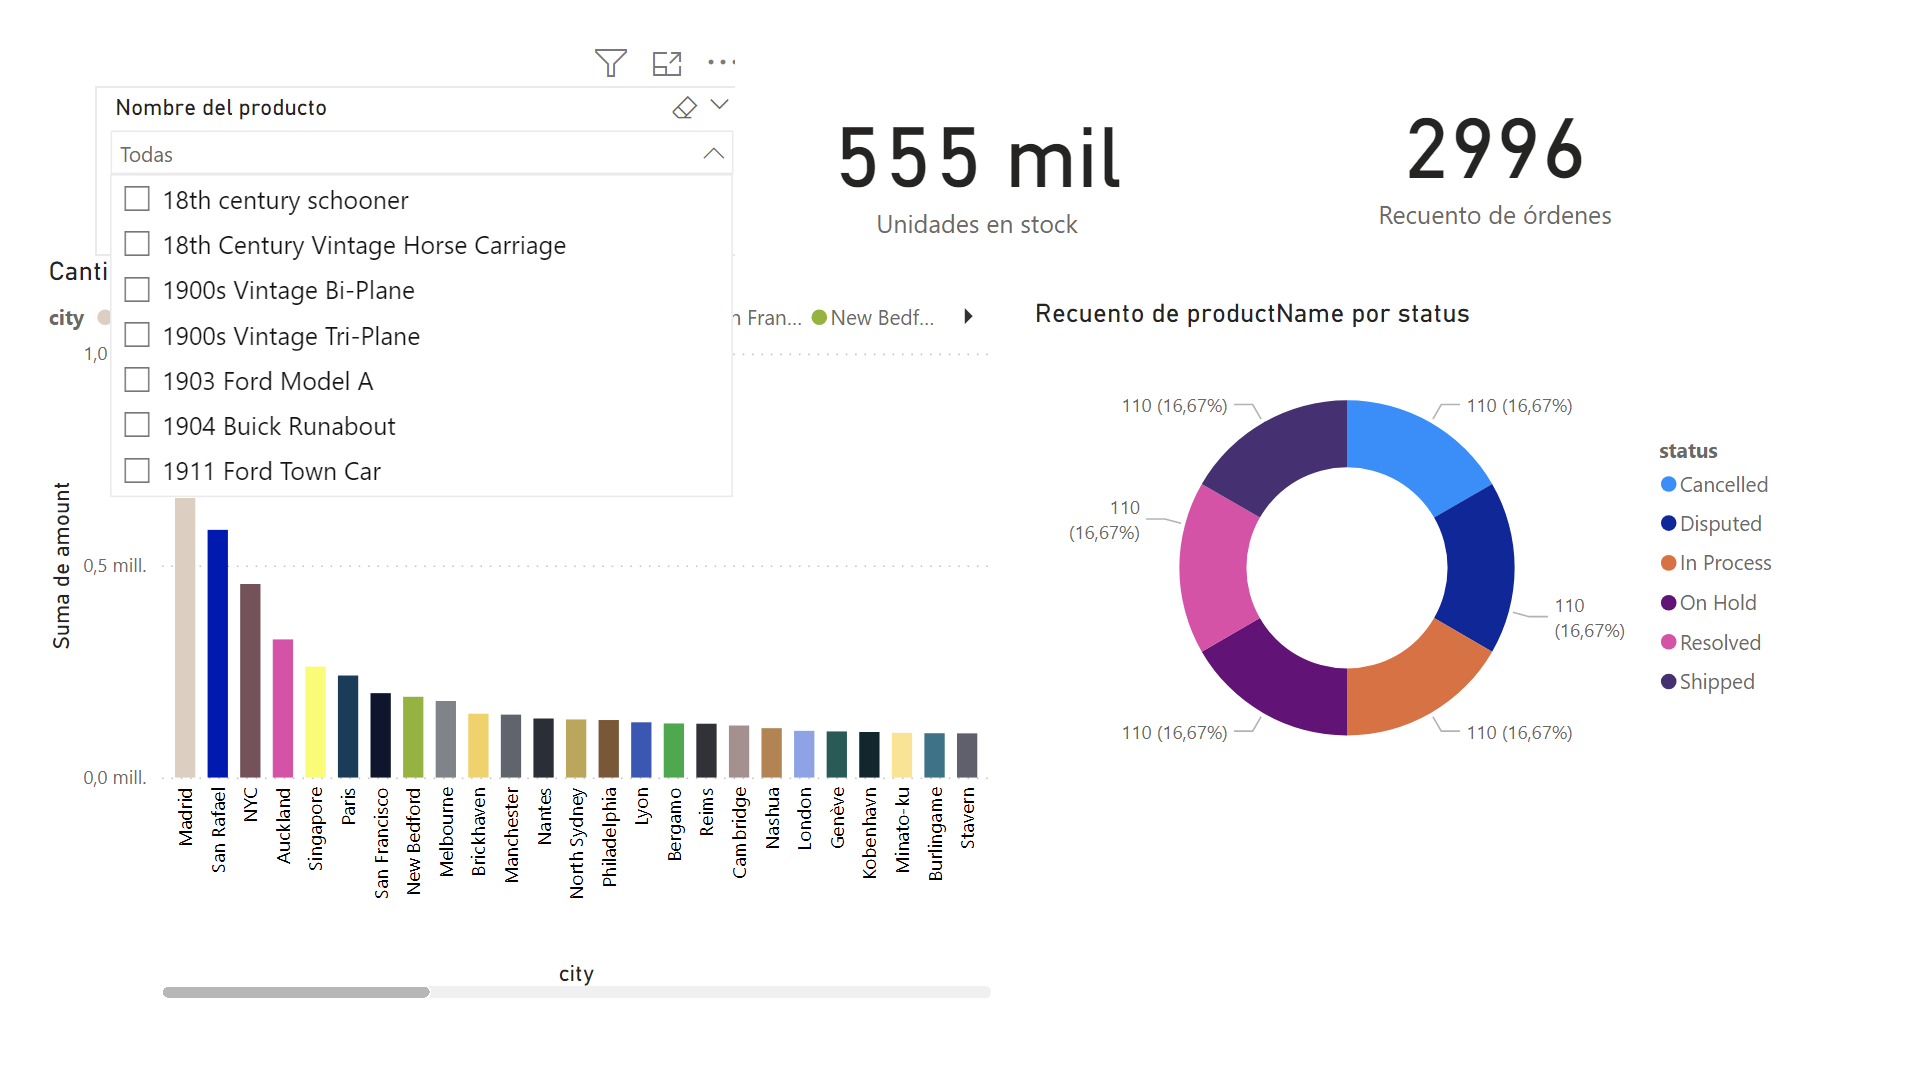 Nombre del producto
Todas
18th century schooner
18th Century Vintage Horse Carriage
1900s Vintage Bi-Plane
1900s Vintage Tri-Plane
1903 Ford Model A
1904 Buick Runabout
1911 Ford Town Car
555 mil
Unidades en stock
2996
Recuento de órdenes
Canti
city
n Fran... New Bedf...
1,0
0,5 mill.
0,0 mill.
Suma de amount
Madrid
San Rafael
NYC
Auckland
Singapore
Paris
San Francisco
New Bedford
Melbourne
Brickhaven
Manchester
Nantes
North Sydney
Philadelphia
Lyon
Bergamo
Reims
Cambridge
Nashua
London
Genève
Kobenhavn
Minato-ku
Burlingame
Stavern
city
Recuento de productName por status
110 (16,67%)
110 (16,67%)
110
(16,67%)
110
(16,67%)
110 (16,67%)
110 (16,67%)
status
Cancelled
Disputed
In Process
On Hold
Resolved
Shipped